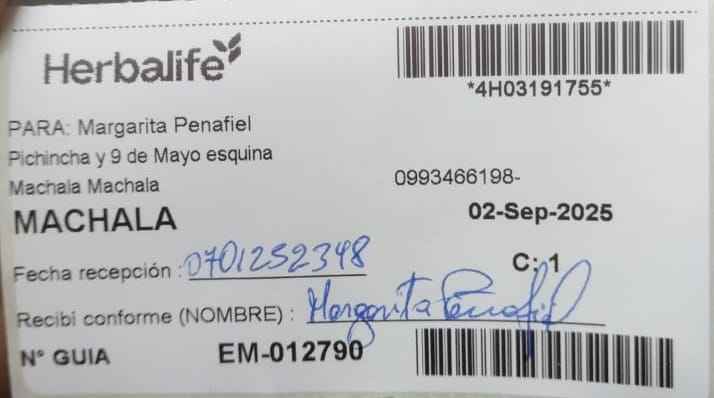 Herbalife
*4H03191755*
PARA: Margarita Penafiel
Pichincha y 9 de Mayo esquina
Machala Machala
0993466198-
MACHALA
02-Sep-2025
Fecha recepción : 0701252348
C: 1
Recibi conforme (NOMBRE) : Margarita Peñafiel
N° GUIA EM-012790